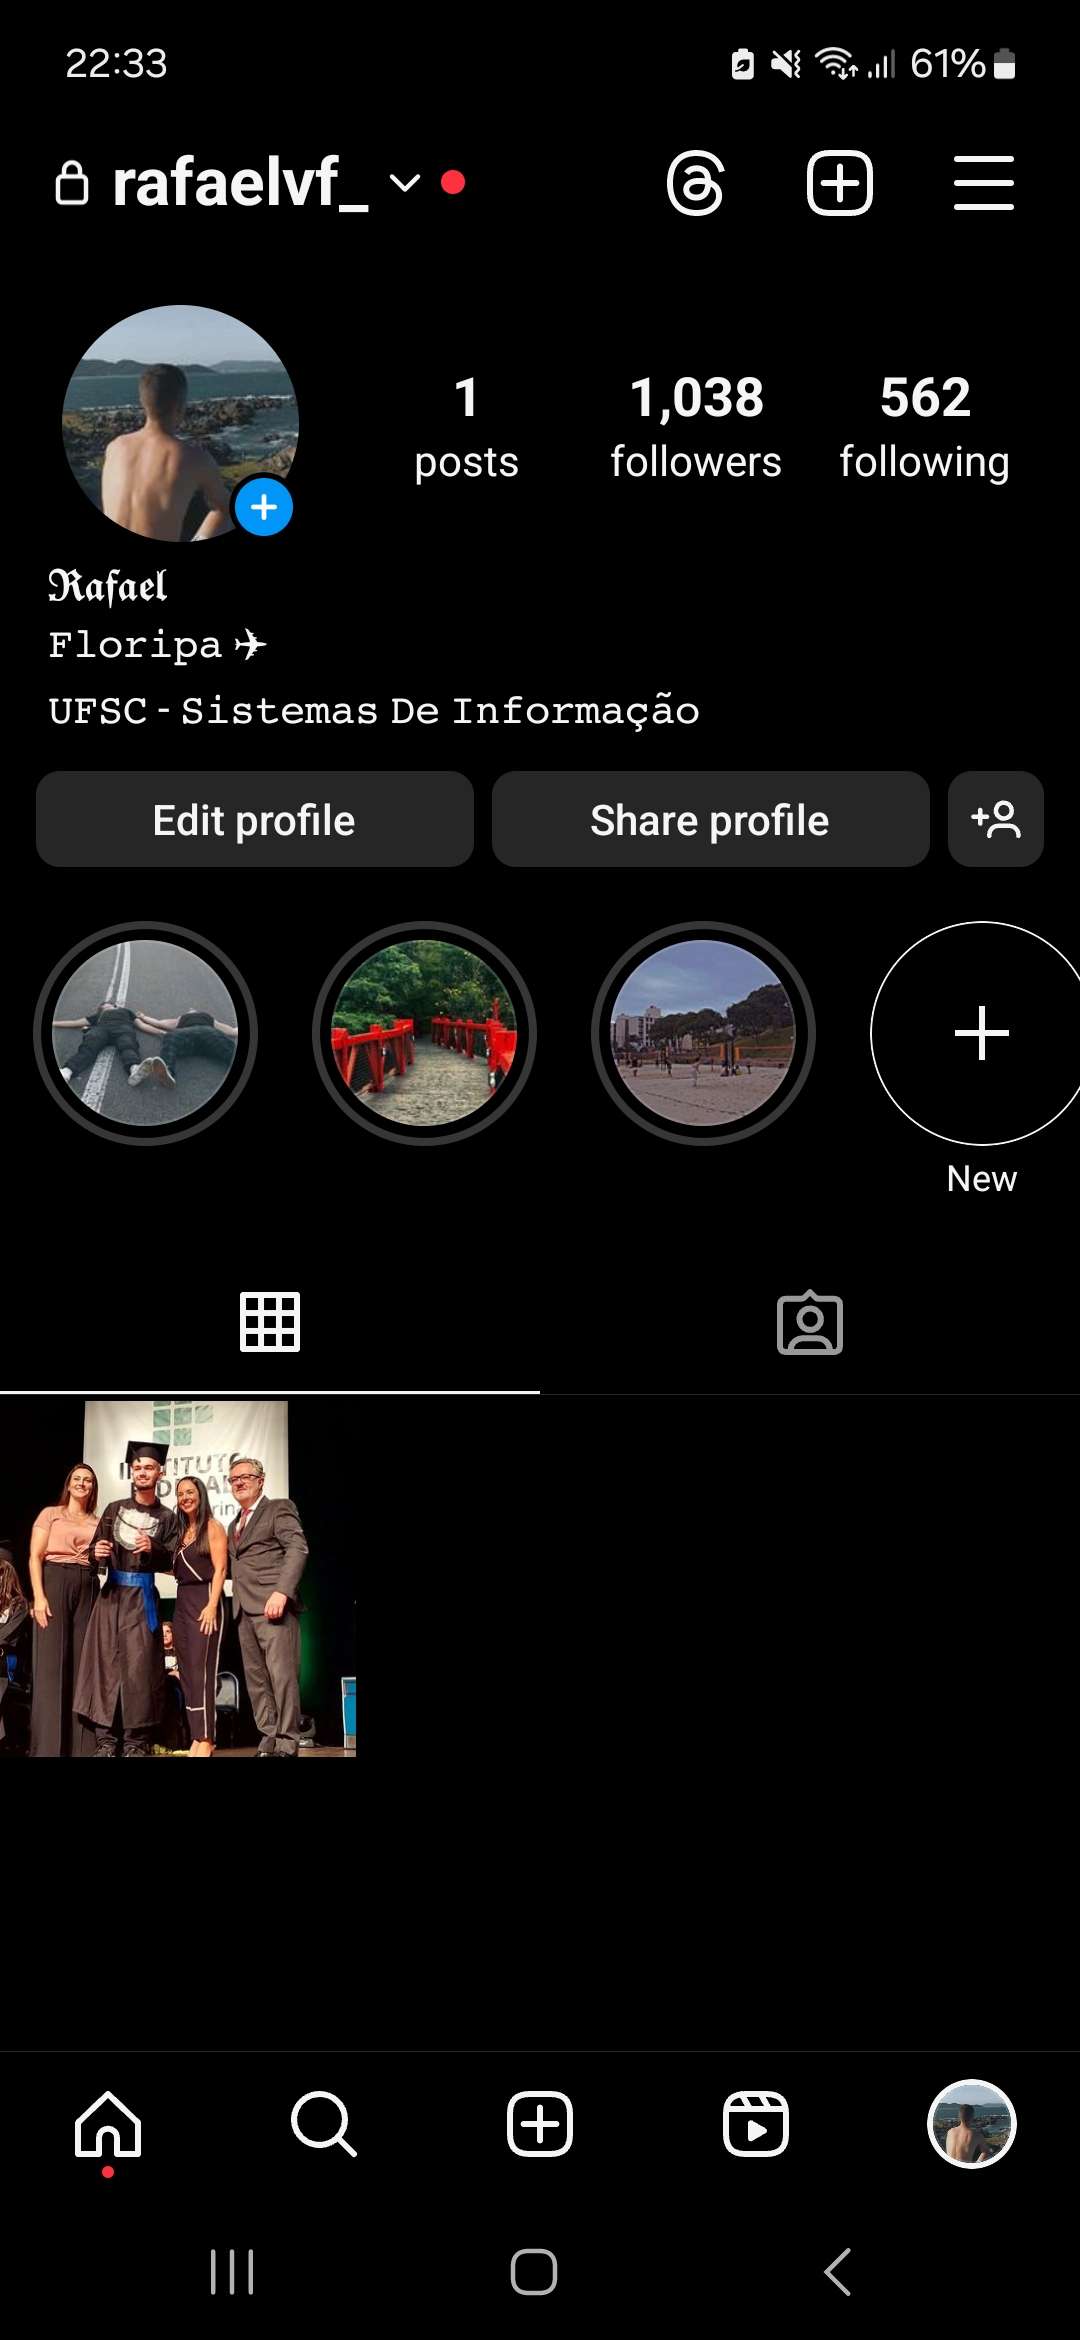 22:33 61%
rafaelvf_
1 1,038 562
posts followers following
ℜafael
Floripa ✈
UFSC - Sistemas De Informação
Edit profile Share profile
New